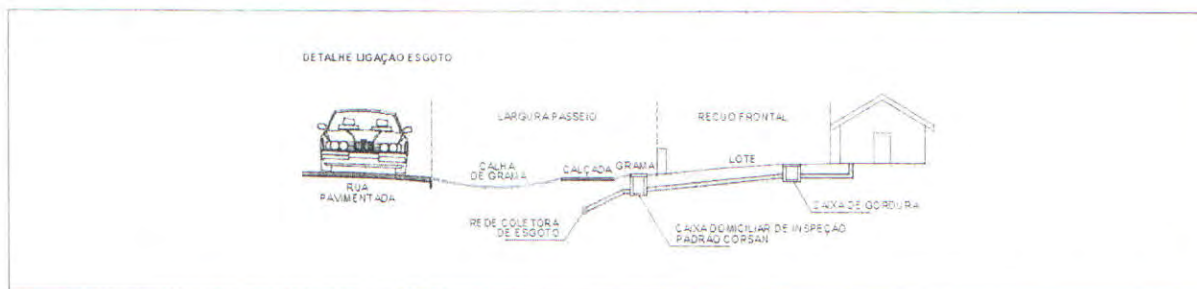 DETALHE LIGAÇÃO ESGOTO
LARGURA PASSEIO
RECUO FRONTAL
CALHA
DE GRAMA
CALÇADA
GRAMA
LOTE
RUA
PAVIMENTADA
REDE COLETORA
DE ESGOTO
CAIXA DOMICILIAR DE INSPEÇÃO
PADRAO CORSAN
CAIXA DE GORDURA